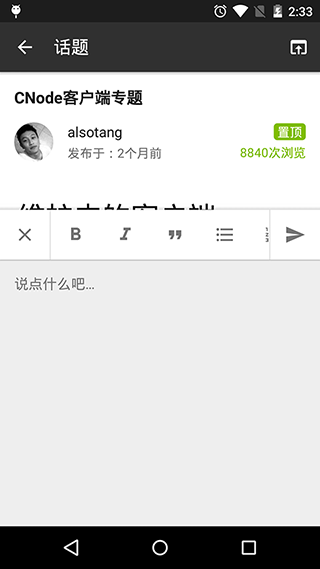 2:33
话题
CNode客户端专题
alsotang
置顶
发布于：2个月前
8840次浏览
B I
说点什么吧...